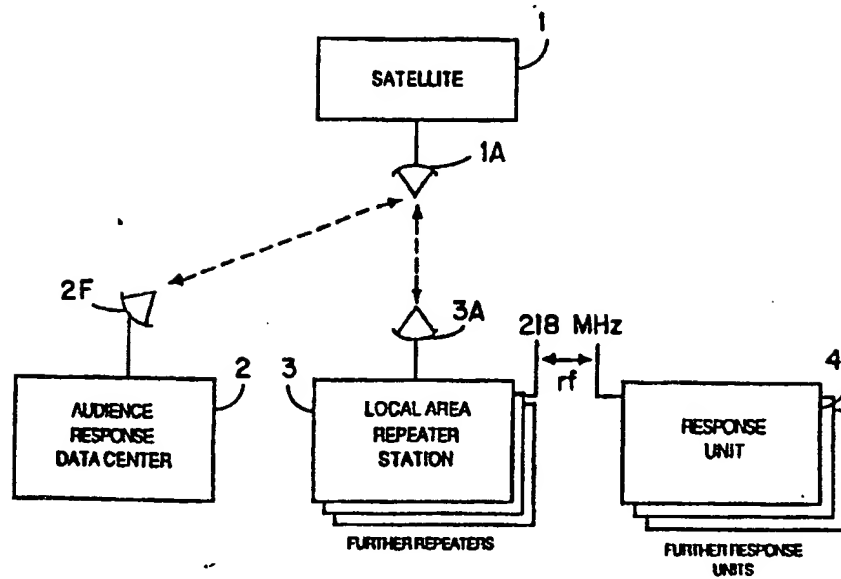 1
SATELLITE
1A
2F
3A
218 MHz
rf
2
3
4
AUDIENCE
RESPONSE
DATA CENTER
LOCAL AREA
REPEATER
STATION
RESPONSE
UNIT
FURTHER REPEATERS
FURTHER RESPONSE
UNITS